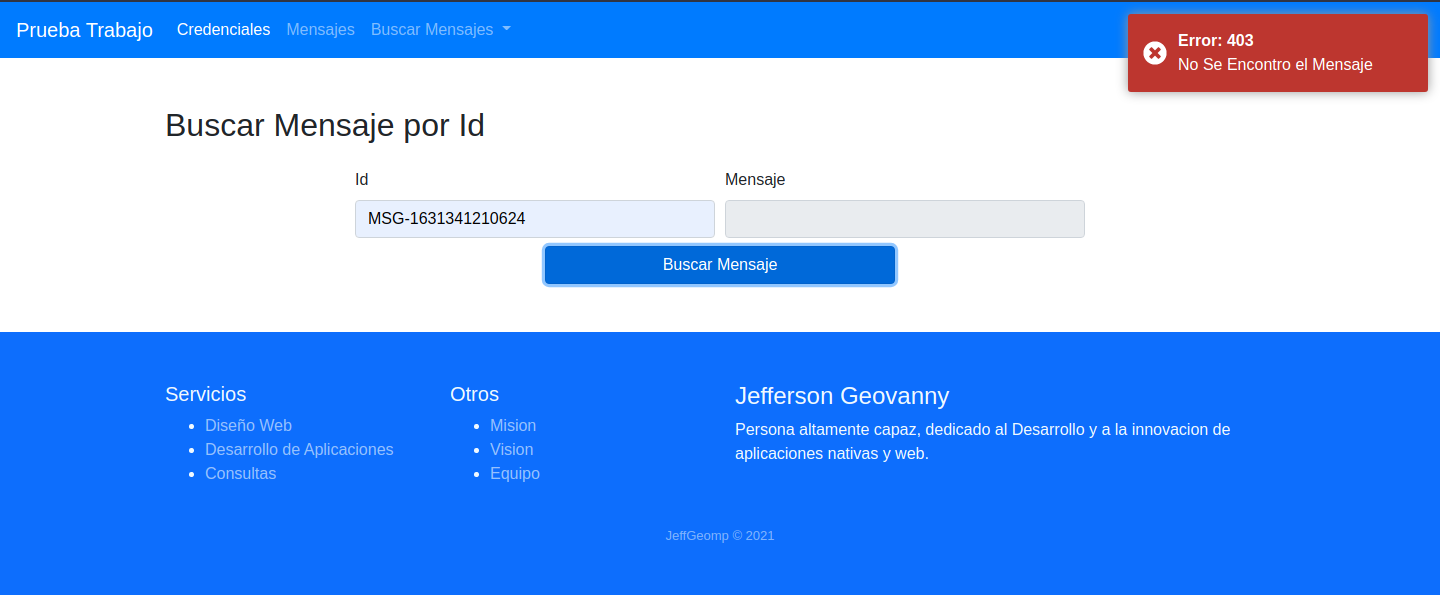 Prueba Trabajo Credenciales Mensajes Buscar Mensajes
Error: 403
No Se Encontro el Mensaje
Buscar Mensaje por Id
Id Mensaje
MSG-1631341210624
Buscar Mensaje
Servicios
Diseño Web
Desarrollo de Aplicaciones
Consultas
Otros
Mision
Vision
Equipo
Jefferson Geovanny
Persona altamente capaz, dedicado al Desarrollo y a la innovacion de
aplicaciones nativas y web.
JeffGeomp © 2021